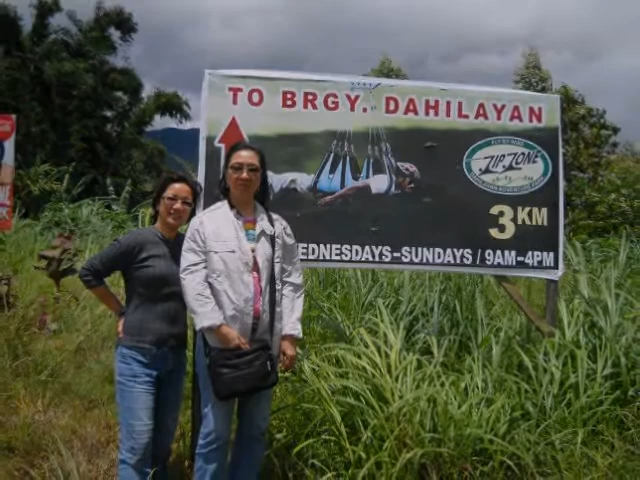 TO BRGY. DAHILAYAN
ZIP ZONE
3KM
EDNESDAYS-SUNDAYS / 9AM-4PM